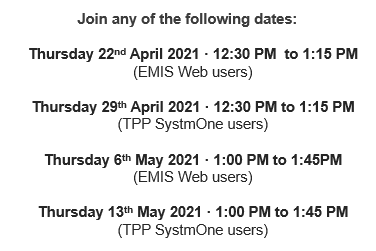 Join any of the following dates:
Thursday 22nd April 2021 · 12:30 PM  to 1:15 PM
(EMIS Web users)
Thursday 29th April 2021 · 12:30 PM to 1:15 PM
(TPP SystmOne users)
Thursday 6th May 2021 · 1:00 PM to 1:45PM
(EMIS Web users)
Thursday 13th May 2021 · 1:00 PM to 1:45 PM
(TPP SystmOne users)